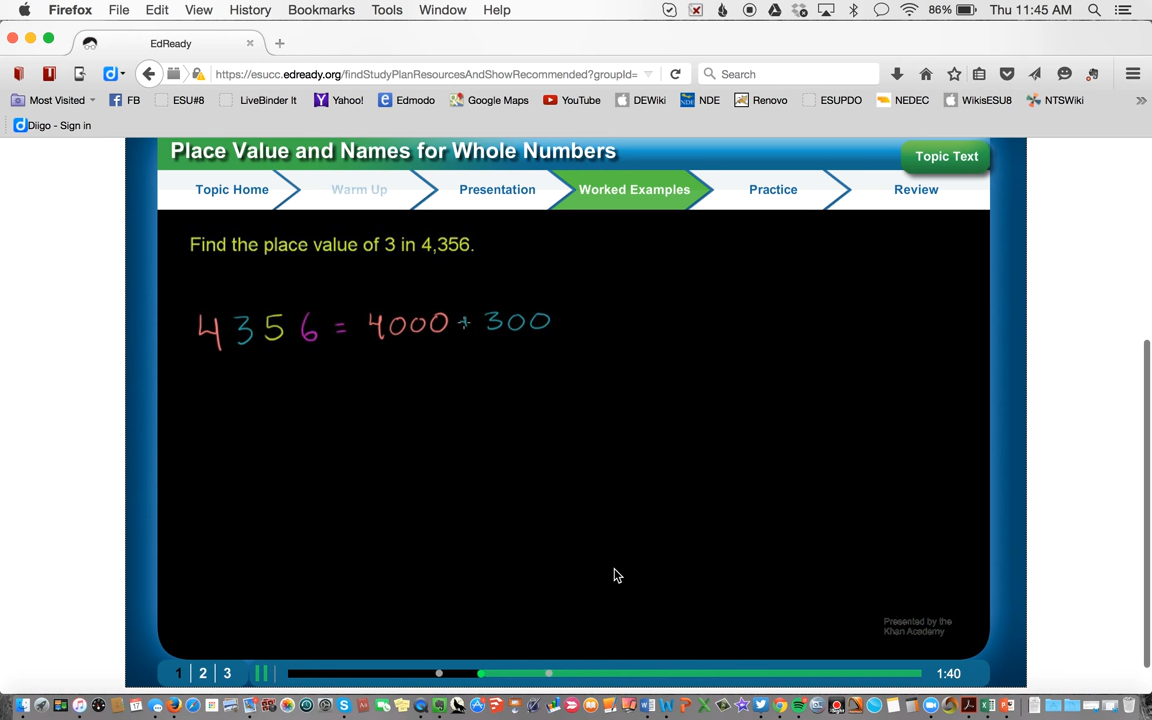 Firefox File Edit View History Bookmarks Tools Window Help 86% Thu 11:45 AM
EdReady
https://esucc.edready.org/findStudyPlanResourcesAndShowRecommended?groupId= Search
Most Visited FB ESU#8 LiveBinder It Yahoo! Edmodo Google Maps YouTube DEWiki NDE Renovo ESUPDO NEDEC WikisESU8 NTSWiki
Diigo - Sign in
Place Value and Names for Whole Numbers Topic Text
Topic Home Warm Up Presentation Worked Examples Practice Review
Find the place value of 3 in 4,356.
4 3 5 6 = 4000 + 300
Presented by the
Khan Academy
1 2 3 1:40